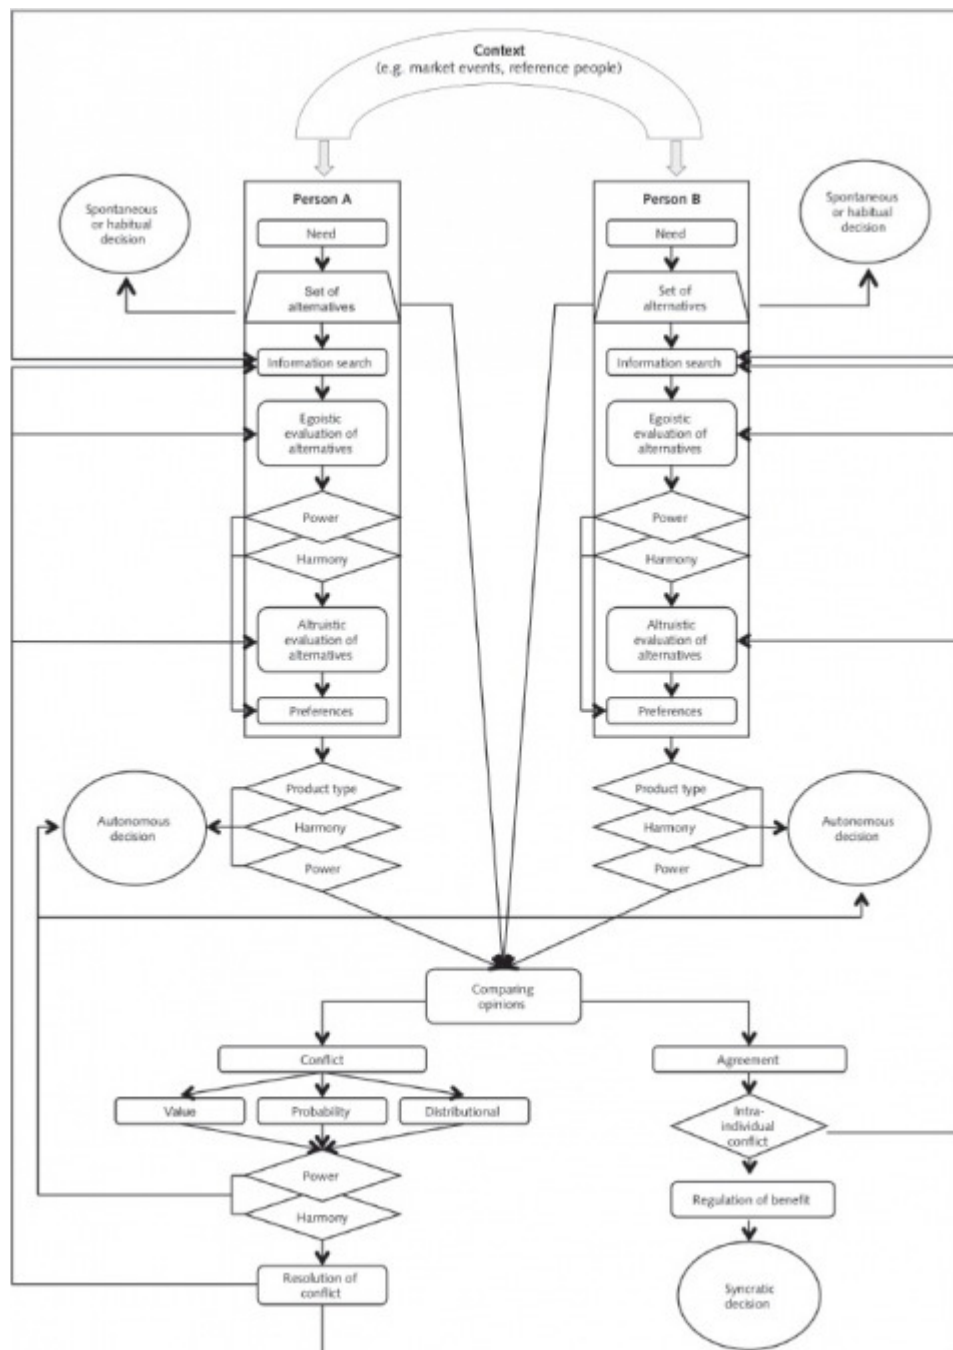 Context
(e.g. market events, reference people)
Spontaneous
or habitual
decision
Person A
Need
Set of
alternatives
Information search
Egoistic
evaluation of
alternatives
Power
Harmony
Altruistic
evaluation of
alternatives
Preferences
Product type
Harmony
Power
Autonomous
decision
Person B
Need
Set of
alternatives
Information search
Egoistic
evaluation of
alternatives
Power
Harmony
Altruistic
evaluation of
alternatives
Preferences
Product type
Harmony
Power
Spontaneous
or habitual
decision
Autonomous
decision
Comparing
opinions
Conflict
Value
Probability
Distributional
Power
Harmony
Resolution of
conflict
Agreement
Intra-
individual
conflict
Regulation of benefit
Syncratic
decision